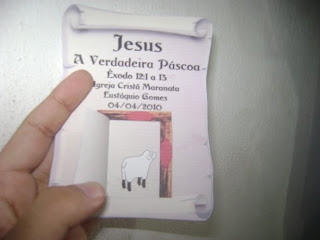 Jesus
A Verdadeira Páscoa
Êxodo 12:1 a 13
Igreja Cristã Maranata
Eustáquio Gomes
04/04/2010